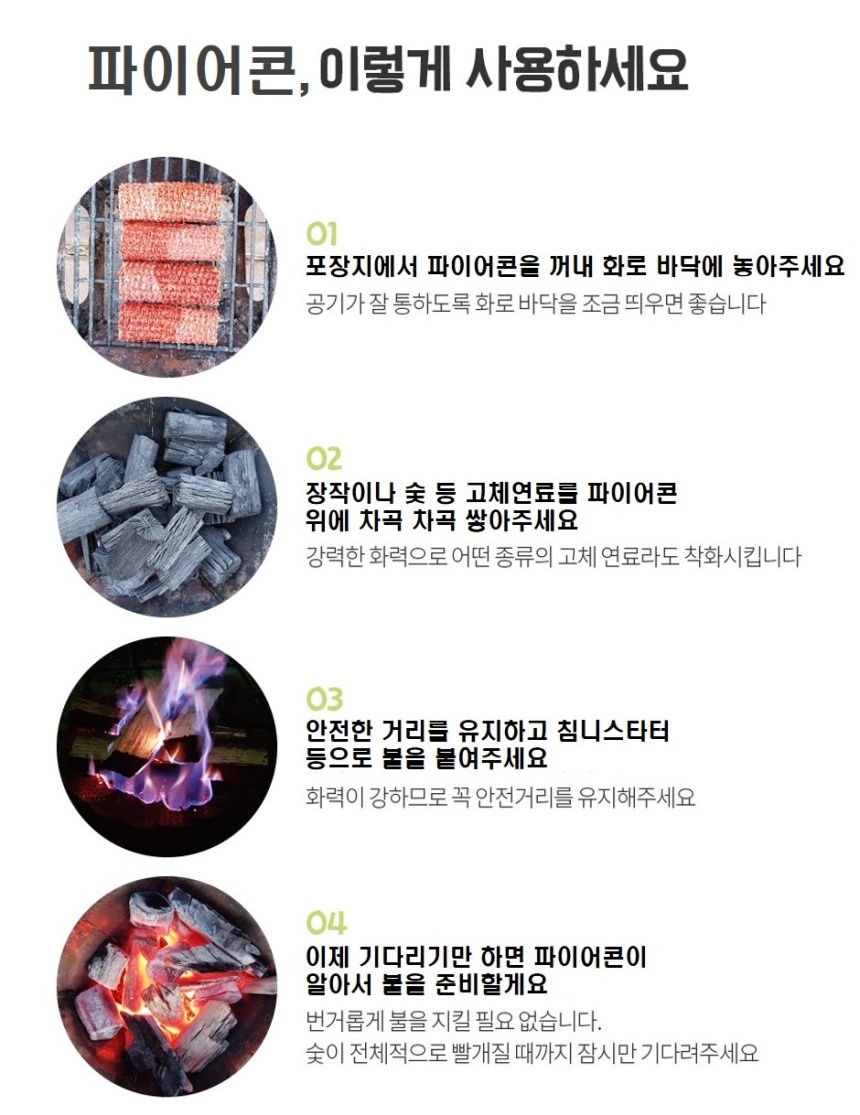 파이어콘, 이렇게 사용하세요
01
포장지에서 파이어콘을 꺼내 화로 바닥에 놓아주세요
공기가 잘 통하도록 화로 바닥을 조금 띄우면 좋습니다
02
장작이나 숯 등 고체연료를 파이어콘
위에 차곡 차곡 쌓아주세요
강력한 화력으로 어떤 종류의 고체 연료라도 착화시킵니다
03
안전한 거리를 유지하고 침니스타터
등으로 불을 붙여주세요
화력이 강하므로 꼭 안전거리를 유지해주세요
04
이제 기다리기만 하면 파이어콘이
알아서 불을 준비할게요
번거롭게 불을 지킬 필요 없습니다.
숯이 전체적으로 빨개질 때까지 잠시만 기다려주세요